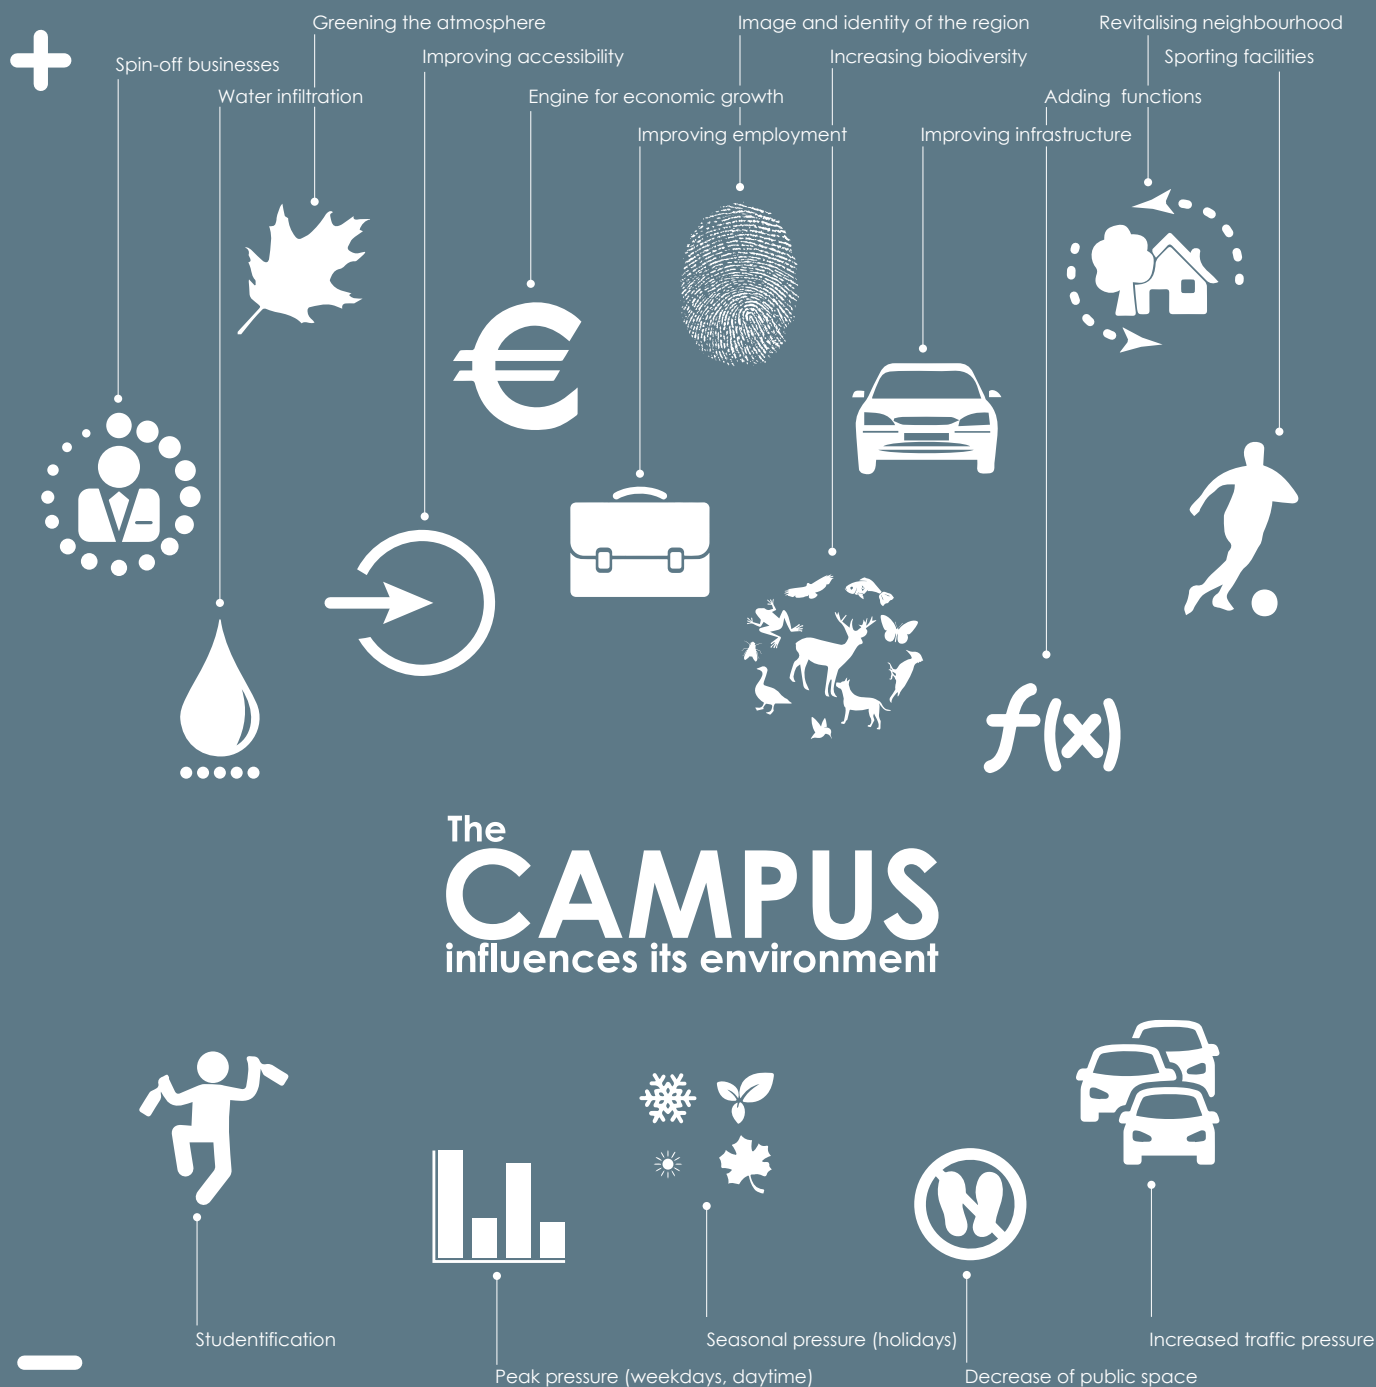 Greening the atmosphere
Image and identity of the region
Revitalising neighbourhood
Spin-off businesses
Improving accessibility
Increasing biodiversity
Sporting facilities
Water infiltration
Engine for economic growth
Adding functions
Improving employment
Improving infrastructure
f(x)
The
CAMPUS
influences its environment
Studentification
Seasonal pressure (holidays)
Increased traffic pressure
Peak pressure (weekdays, daytime)
Decrease of public space